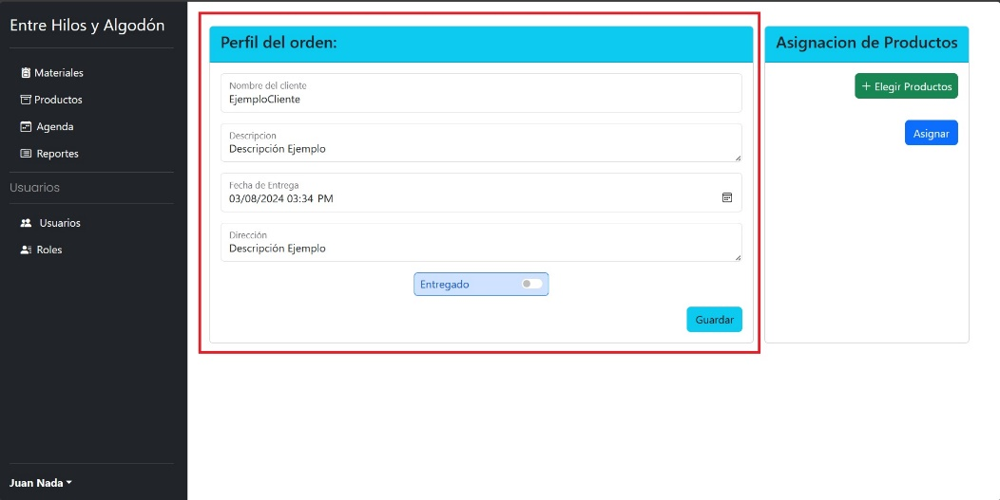 Entre Hilos y Algodón
Materiales
Productos
Agenda
Reportes
Usuarios
Usuarios
Roles
Juan Nada
Perfil del orden:
Nombre del cliente
EjemploCliente
Descripcion
Descripción Ejemplo
Fecha de Entrega
03/08/2024 03:34 PM
Dirección
Descripción Ejemplo
Entregado
Guardar
Asignacion de Productos
+ Elegir Productos
Asignar